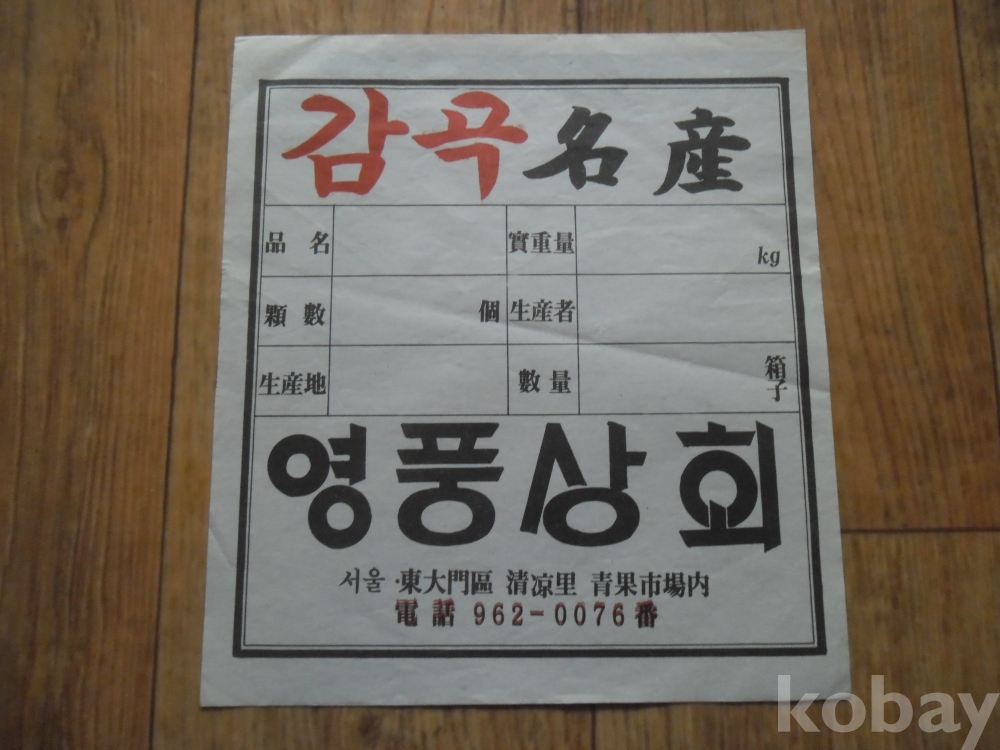 감곡名産
品名 實重量 kg
顆數 個 生産者
生産地 數量 箱子
영풍상회
서울·東大門區 清凉里 青果市場内
電話 962-0076番
kobay